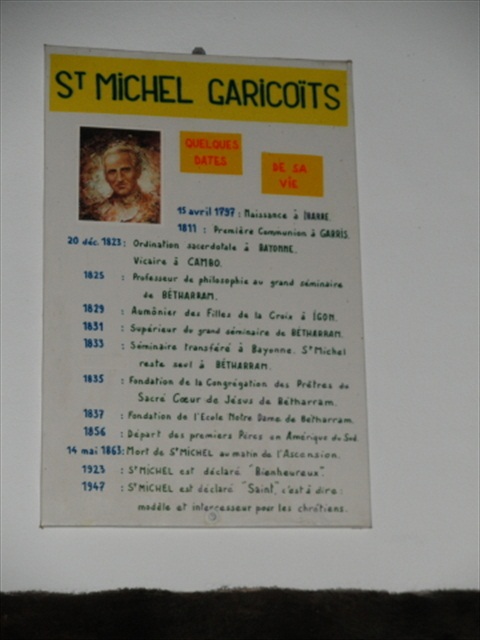 ST MICHEL GARICOÏTS
QUELQUES
DATES
DE SA
VIE
15 avril 1797 : Naissance à IBARRE.
1811 : Première Communion à GARRIS.
20 déc. 1823 : Ordination sacerdotale à BAYONNE.
Vicaire à CAMBO.
1825 : Professeur de philosophie au grand séminaire
de BÉTHARRAM.
1829 : Aumônier des Filles de la Croix à IGON.
1831 : Supérieur du grand séminaire de BÉTHARRAM.
1833 : Séminaire transféré à Bayonne. ST Michel
reste seul à BÉTHARRAM.
1835 : Fondation de la Congrégation des Prêtres du
Sacré Cœur de Jésus de Bétharram.
1837 : Fondation de l'Ecole Notre Dame de Bétharram.
1856 : Départ des premiers Pères en Amérique du Sud.
14 mai 1863 : Mort de ST MICHEL au matin de l'Ascension.
1923 : ST MICHEL est déclaré "Bienheureux".
1947 : ST MICHEL est déclaré "Saint", c'est à dire :
modèle et intercesseur pour les chrétiens.